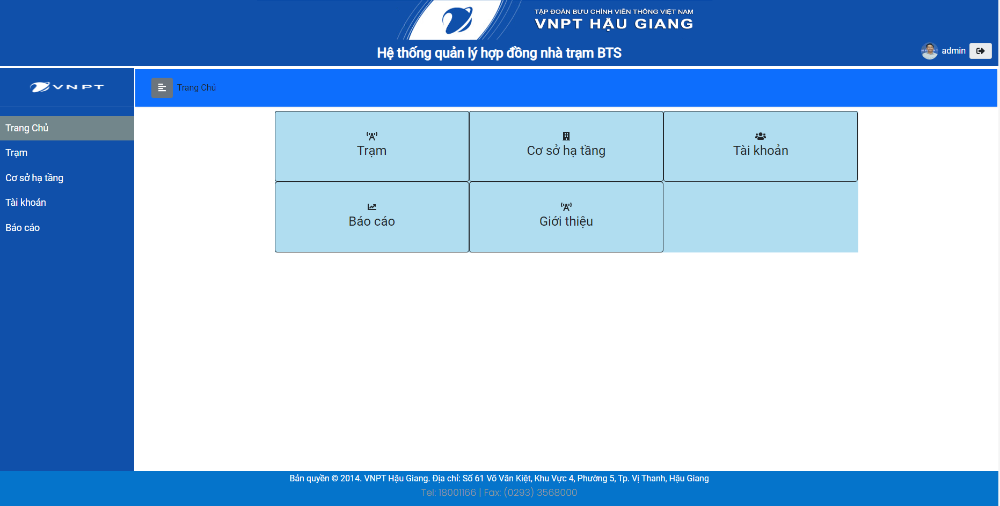 TẬP ĐOÀN BƯU CHÍNH VIỄN THÔNG VIỆT NAM
VNPT HẬU GIANG
Hệ thống quản lý hợp đồng nhà trạm BTS
admin
VNPT
Trang Chủ
Trang Chủ
Trạm
Cơ sở hạ tầng
Tài khoản
Báo cáo
Trạm
Cơ sở hạ tầng
Tài khoản
Báo cáo
Giới thiệu
Bản quyền © 2014. VNPT Hậu Giang. Địa chỉ: Số 61 Võ Văn Kiệt, Khu Vực 4, Phường 5, Tp. Vị Thanh, Hậu Giang
Tel: 18001166 | Fax: (0293) 3568000